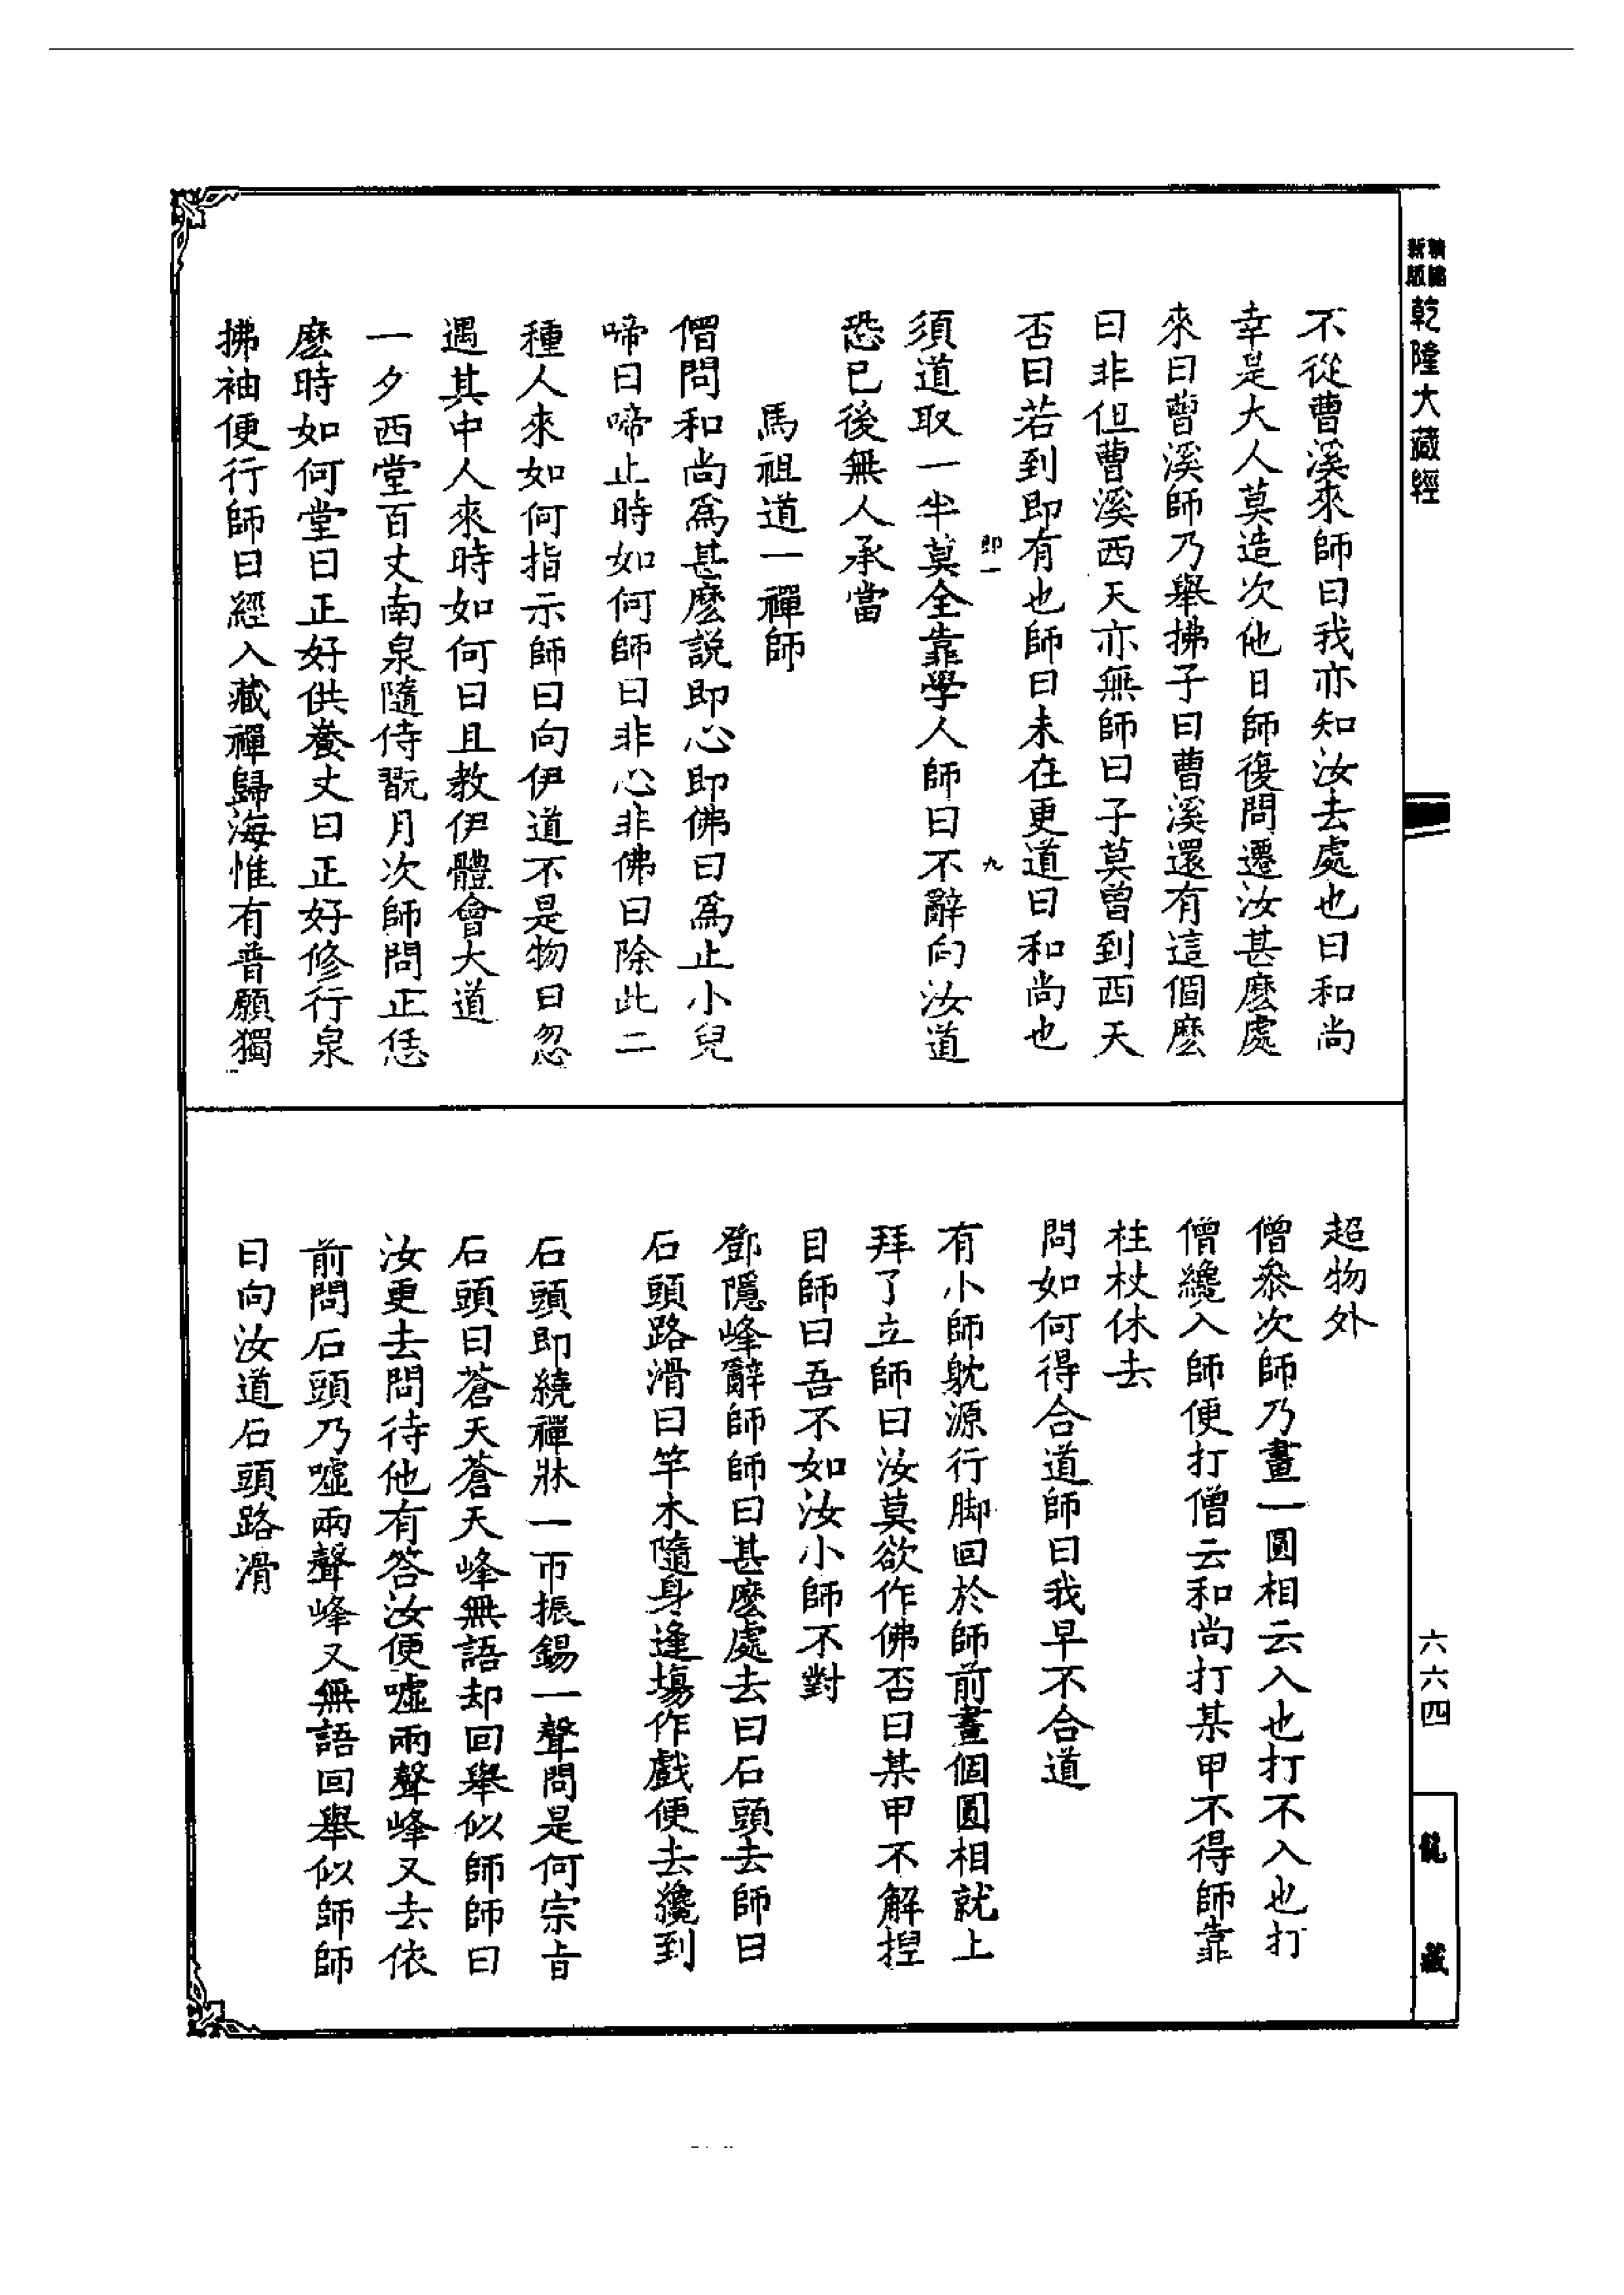 精縮
新版
乾隆大藏經
不從曹溪來師曰我亦知汝去處也曰和尚
幸是大人莫造次他日師復問遷汝甚麽處
來曰曹溪師乃舉拂子曰曹溪還有這個麽
曰非但曹溪西天亦無師曰子莫曾到西天
否曰若到即有也師曰未在更道曰和尚也
即一 九
須道取一半莫全靠學人師曰不辭向汝道
恐已後無人承當
馬祖道一禪師
僧問和尚爲甚麽説即心即佛曰爲止小兒
啼曰啼止時如何師曰非心非佛曰除此二
種人來如何指示師曰向伊道不是物曰忽
遇其中人來時如何曰且教伊體會大道
一夕西堂百丈南泉隨侍翫月次師問正恁
麽時如何堂曰正好供養丈曰正好修行泉
拂袖便行師曰經入藏禪歸海惟有普願獨
超物外
僧叅次師乃畫一圓相云入也打不入也打
僧纔入師便打僧云和尚打某甲不得師靠
柱杖休去
問如何得合道師曰我早不合道
有小師躭源行脚回於師前畫個圓相就上
拜了立師曰汝莫欲作佛否曰某甲不解揑
目師曰吾不如汝小師不對
鄧隱峰辭師師曰甚麽處去曰石頭去師曰
石頭路滑曰竿木隨身逢塲作戲便去纔到
石頭即繞禪牀一帀振錫一聲問是何宗㫖
石頭曰蒼天蒼天峰無語却回舉似師師曰
汝更去問待他有答汝便噓兩聲峰又去依
前問石頭乃噓兩聲峰又無語回舉似師師
曰向汝道石頭路滑
六六四
龍藏